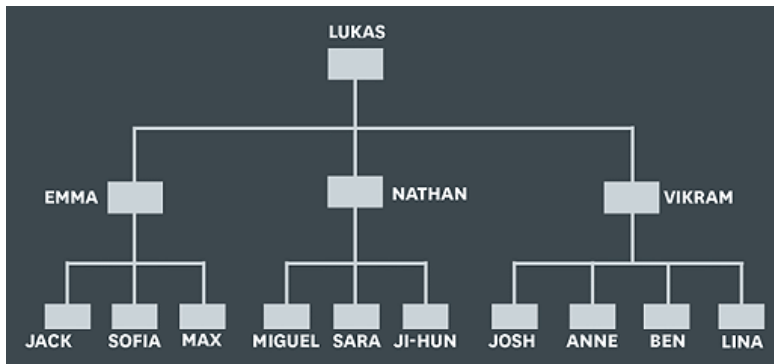 LUKAS
EMMA NATHAN VIKRAM
JACK SOFIA MAX MIGUEL SARA JI-HUN JOSH ANNE BEN LINA